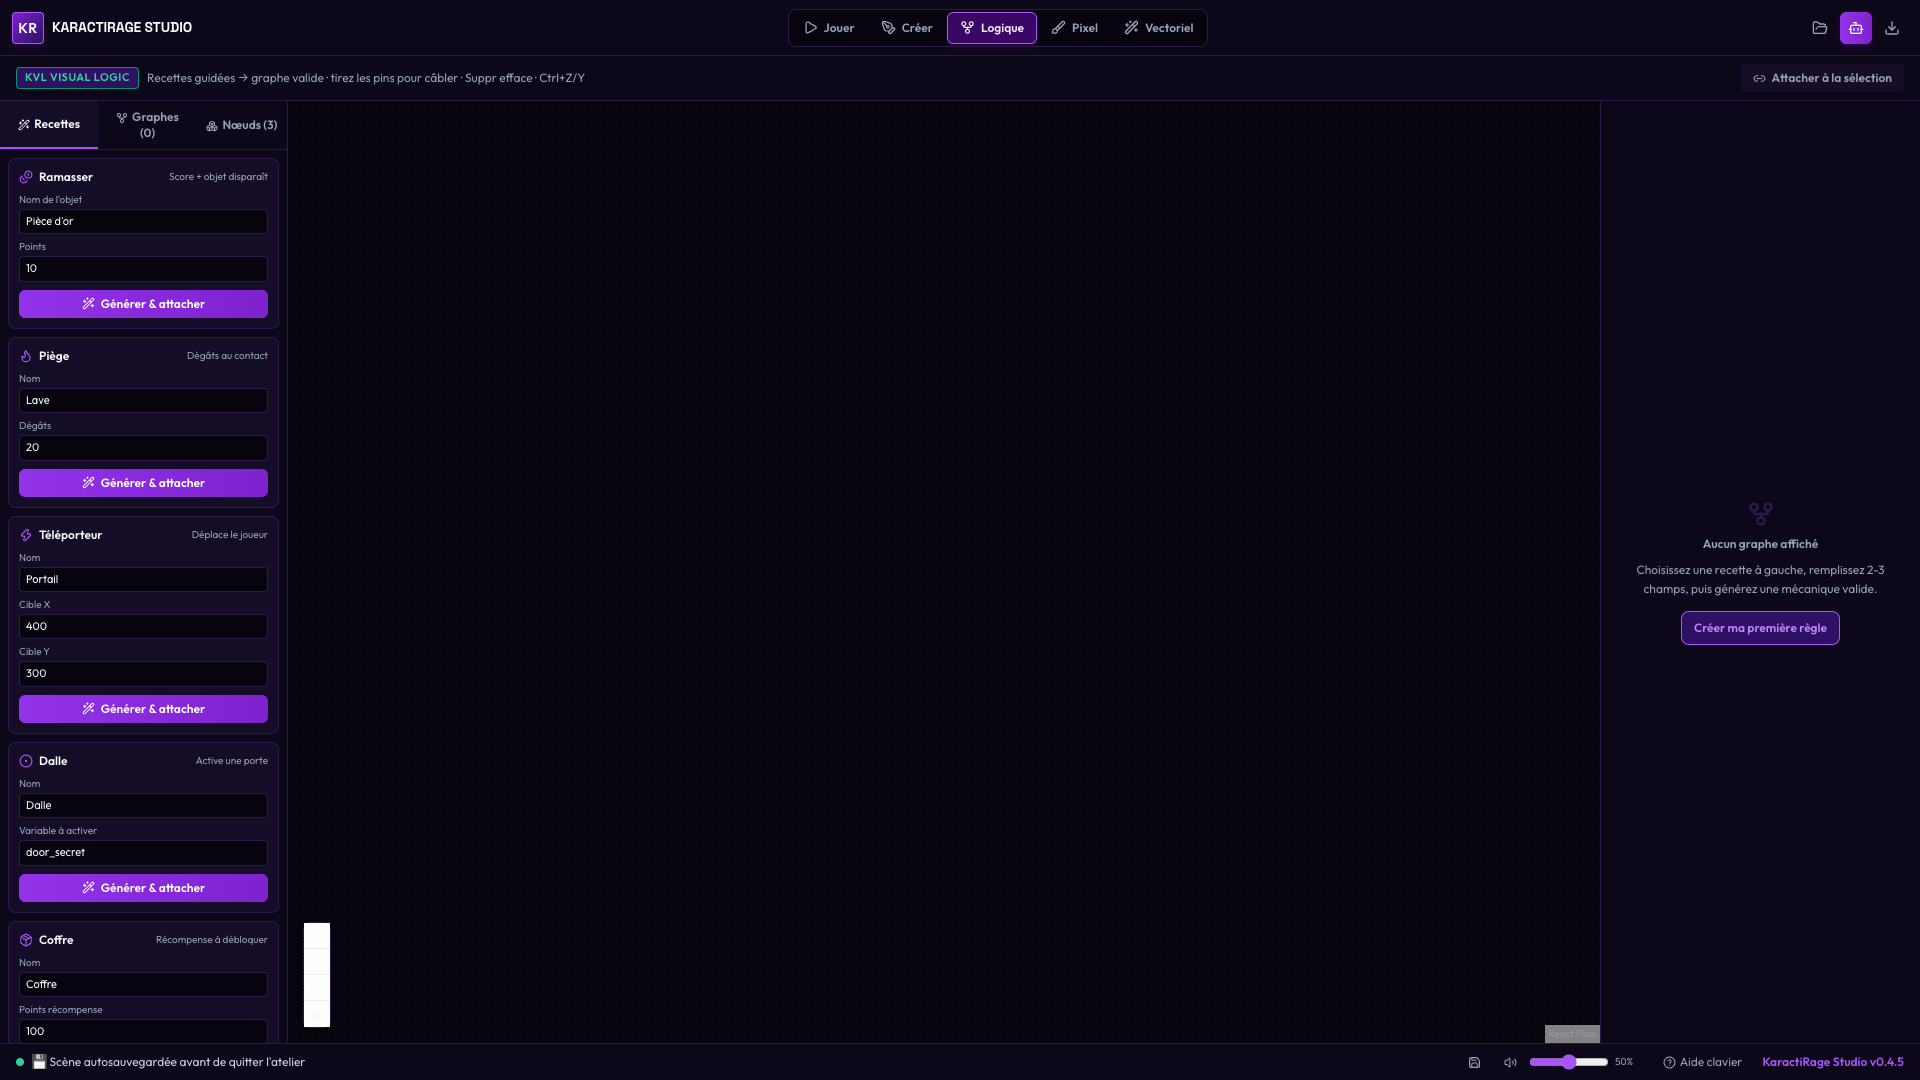 KR KARACTIRAGE STUDIO
Jouer
Créer
Logique
Pixel
Vectoriel
KVL VISUAL LOGIC
Recettes guidées → graphe valide · tirez les pins pour câbler · Suppr efface · Ctrl+Z/Y
Attacher à la sélection
Recettes
Graphes
(0)
Nœuds (3)
Ramasser
Score + objet disparaît
Nom de l'objet
Pièce d'or
Points
10
Générer & attacher
Piège
Dégâts au contact
Nom
Lave
Dégâts
20
Générer & attacher
Téléporteur
Déplace le joueur
Nom
Portail
Cible X
400
Cible Y
300
Générer & attacher
Dalle
Active une porte
Nom
Dalle
Variable à activer
door_secret
Générer & attacher
Coffre
Récompense à débloquer
Nom
Coffre
Points récompense
100
Aucun graphe affiché
Choisissez une recette à gauche, remplissez 2-3
champs, puis générez une mécanique valide.
Créer ma première règle
React Flow
Scène autosauvegardée avant de quitter l'atelier
50%
Aide clavier
KaractiRage Studio v0.4.5